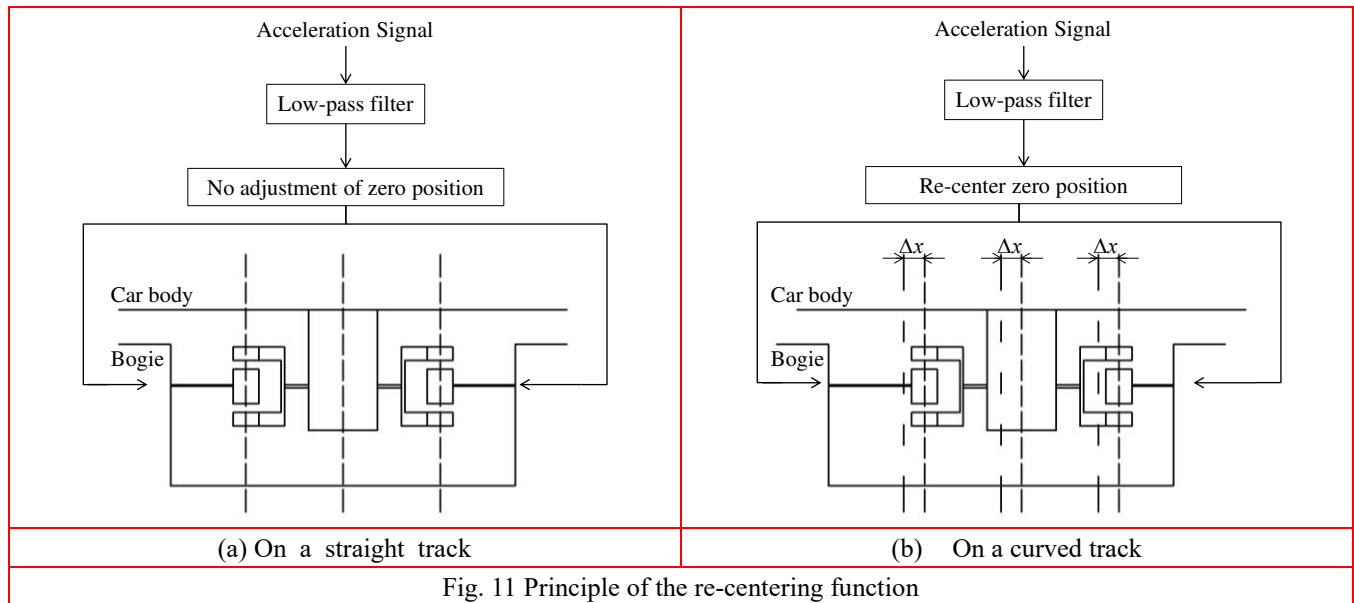 Acceleration Signal
Low-pass filter
No adjustment of zero position
Car body
Bogie
(a) On a straight track
Acceleration Signal
Low-pass filter
Re-center zero position
Δx Δx Δx
Car body
Bogie
(b) On a curved track
Fig. 11 Principle of the re-centering function